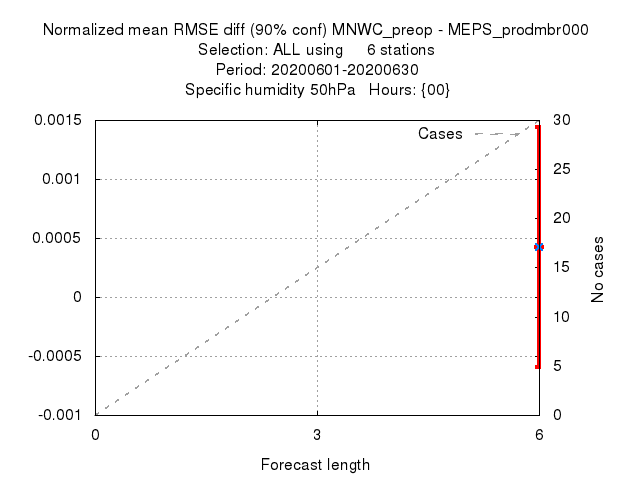 Normalized mean RMSE diff (90% conf) MNWC_preop - MEPS_prodmbr000
Selection: ALL using 6 stations
Period: 20200601-20200630
Specific humidity 50hPa Hours: {00}
Cases
0.0015
0.001
0.0005
0
-0.0005
-0.001
30
25
20
15
10
5
0
No cases
0 3 6
Forecast length